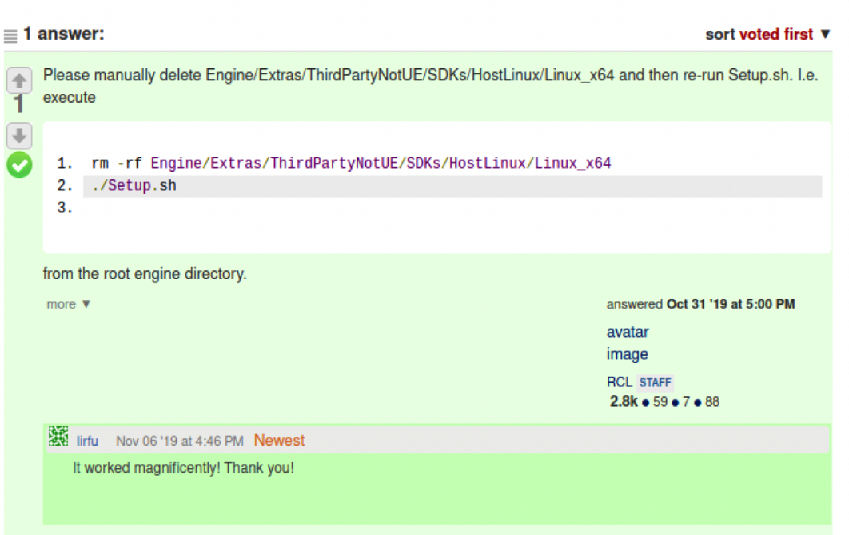 1 answer:
sort voted first ▼
Please manually delete Engine/Extras/ThirdPartyNotUE/SDKs/HostLinux/Linux_x64 and then re-run Setup.sh. I.e.
execute
1
1. rm -rf Engine/Extras/ThirdPartyNotUE/SDKs/HostLinux/Linux_x64
2. ./Setup.sh
3.
from the root engine directory.
more ▼
answered Oct 31 '19 at 5:00 PM
avatar
image
RCL STAFF
2.8k ● 59 ● 7 ● 88
lirfu Nov 06 '19 at 4:46 PM Newest
It worked magnificently! Thank you!